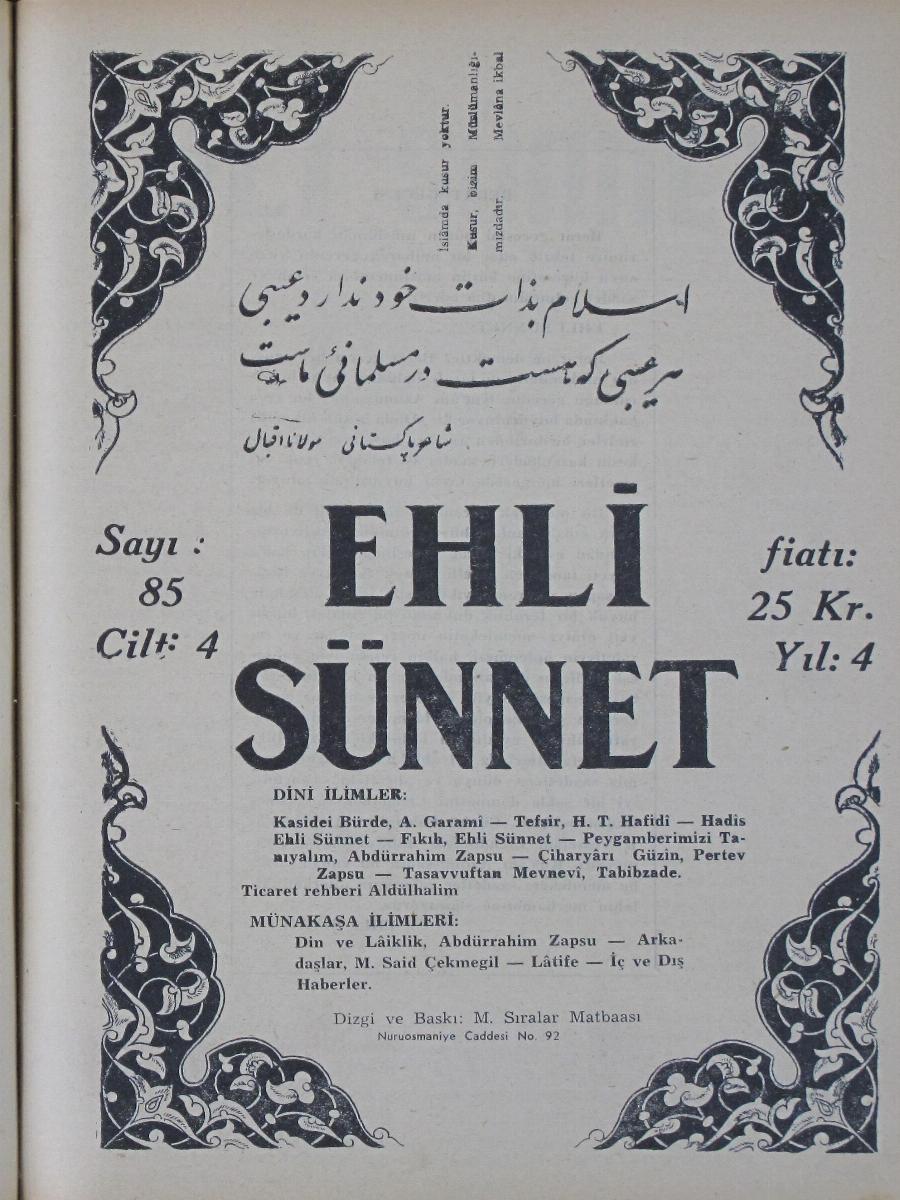 İslâmda kusur yoktur.
Kusur, bizim Müslümanlığı-
mızdadır. Mevlâna ikbal
اسلام بذات خود ندارد عیبی
هر عیبی که هست در مسلمانیٔ ماست
شاعر پاکستانی مولانا اقبال
Sayı :
85
Cilt: 4
EHLİ
SÜNNET
fiatı:
25 Kr.
Yıl: 4
DİNİ İLİMLER:
Kasidei Bürde, A. Garamî — Tefsir, H. T. Hafidî — Hadis
Ehli Sünnet — Fıkıh, Ehli Sünnet — Peygamberimizi Ta-
nıyalım, Abdürrahim Zapsu — Çiharyârı Güzin, Pertev
Zapsu — Tasavvuftan Mevnevî, Tabibzade.
Ticaret rehberi Aldülhalim
MÜNAKAŞA İLİMLERİ:
Din ve Lâiklik, Abdürrahim Zapsu — Arka-
daşlar, M. Said Çekmegil — Lâtife — İç ve Dış
Haberler.
Dizgi ve Baskı: M. Sıralar Matbaası
Nuruosmaniye Caddesi No. 92